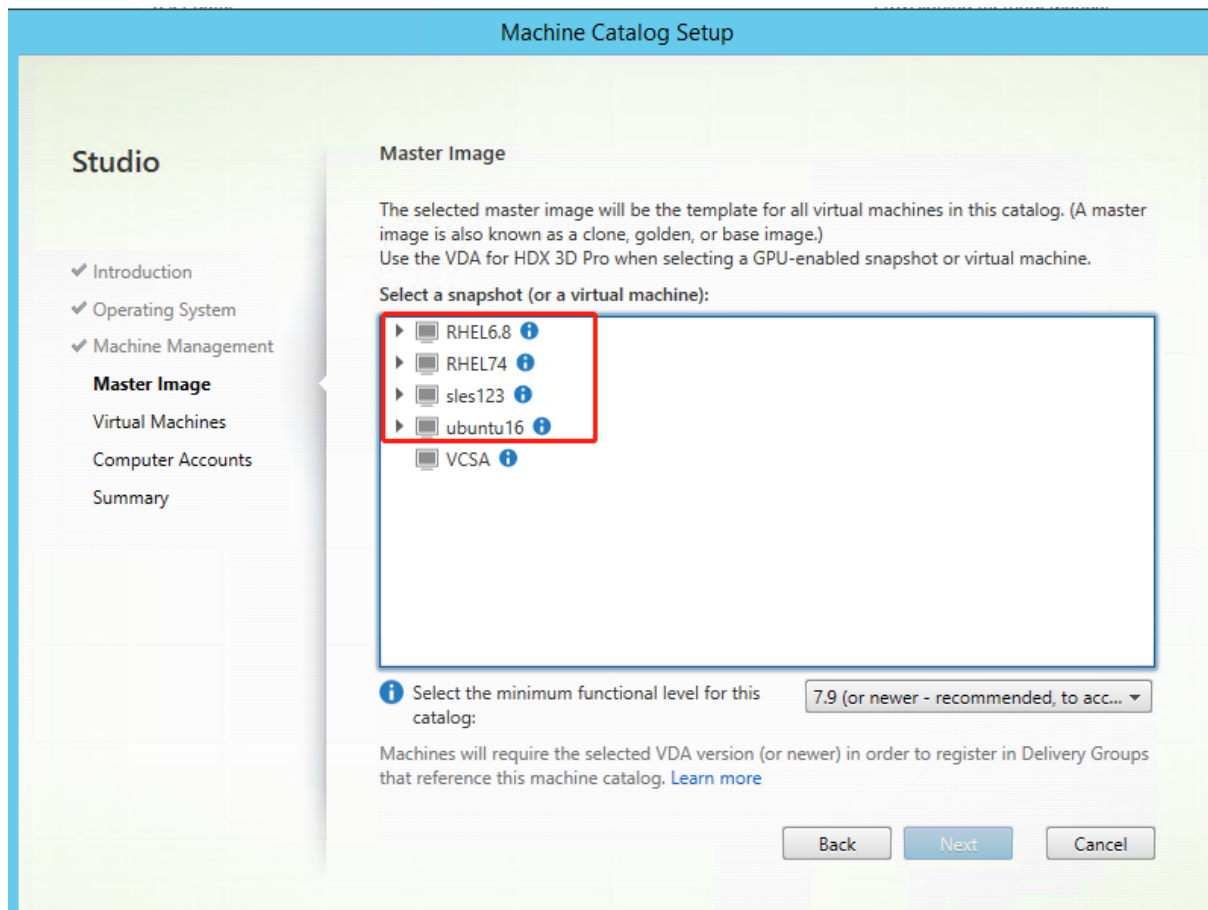 Machine Catalog Setup
Studio
Introduction
Operating System
Machine Management
Master Image
Virtual Machines
Computer Accounts
Summary
Master Image
The selected master image will be the template for all virtual machines in this catalog. (A master
image is also known as a clone, golden, or base image.)
Use the VDA for HDX 3D Pro when selecting a GPU-enabled snapshot or virtual machine.
Select a snapshot (or a virtual machine):
RHEL6.8
RHEL74
sles123
ubuntu16
VCSA
Select the minimum functional level for this
catalog:
7.9 (or newer - recommended, to acc...
Machines will require the selected VDA version (or newer) in order to register in Delivery Groups
that reference this machine catalog. Learn more
Back
Next
Cancel